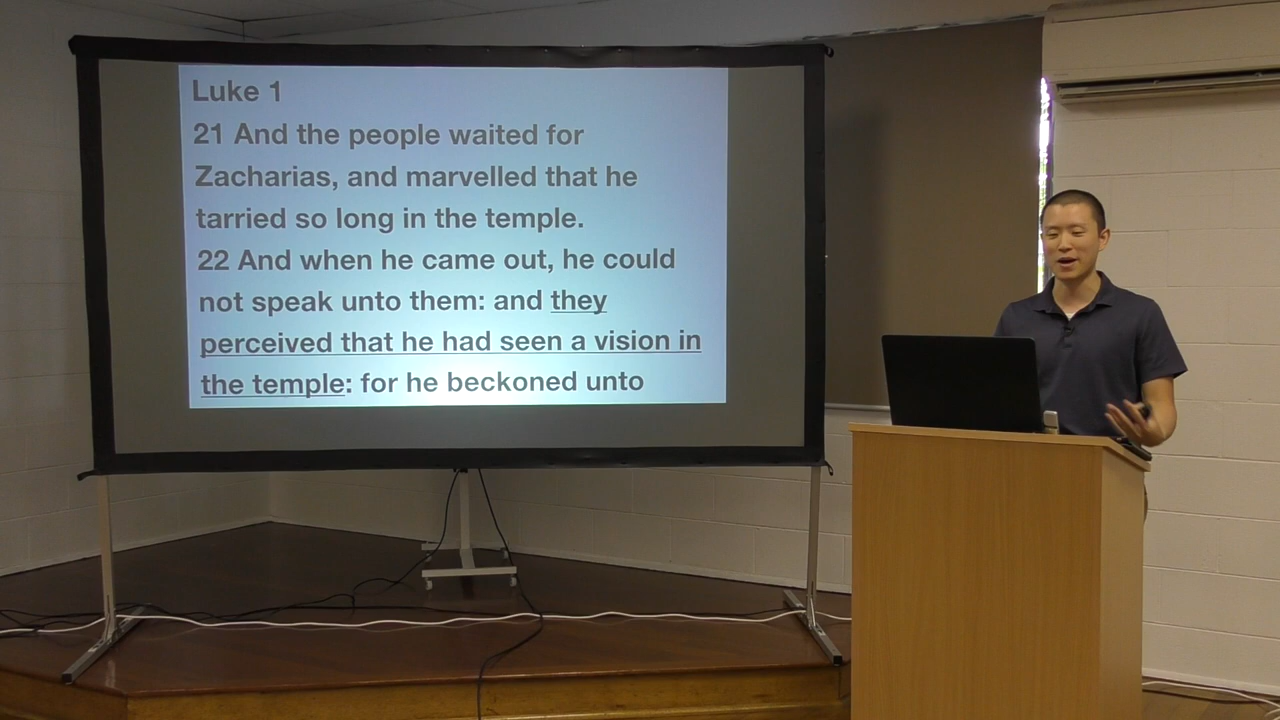 Luke 1
21 And the people waited for
Zacharias, and marvelled that he
tarried so long in the temple.
22 And when he came out, he could
not speak unto them: and they
perceived that he had seen a vision in
the temple: for he beckoned unto